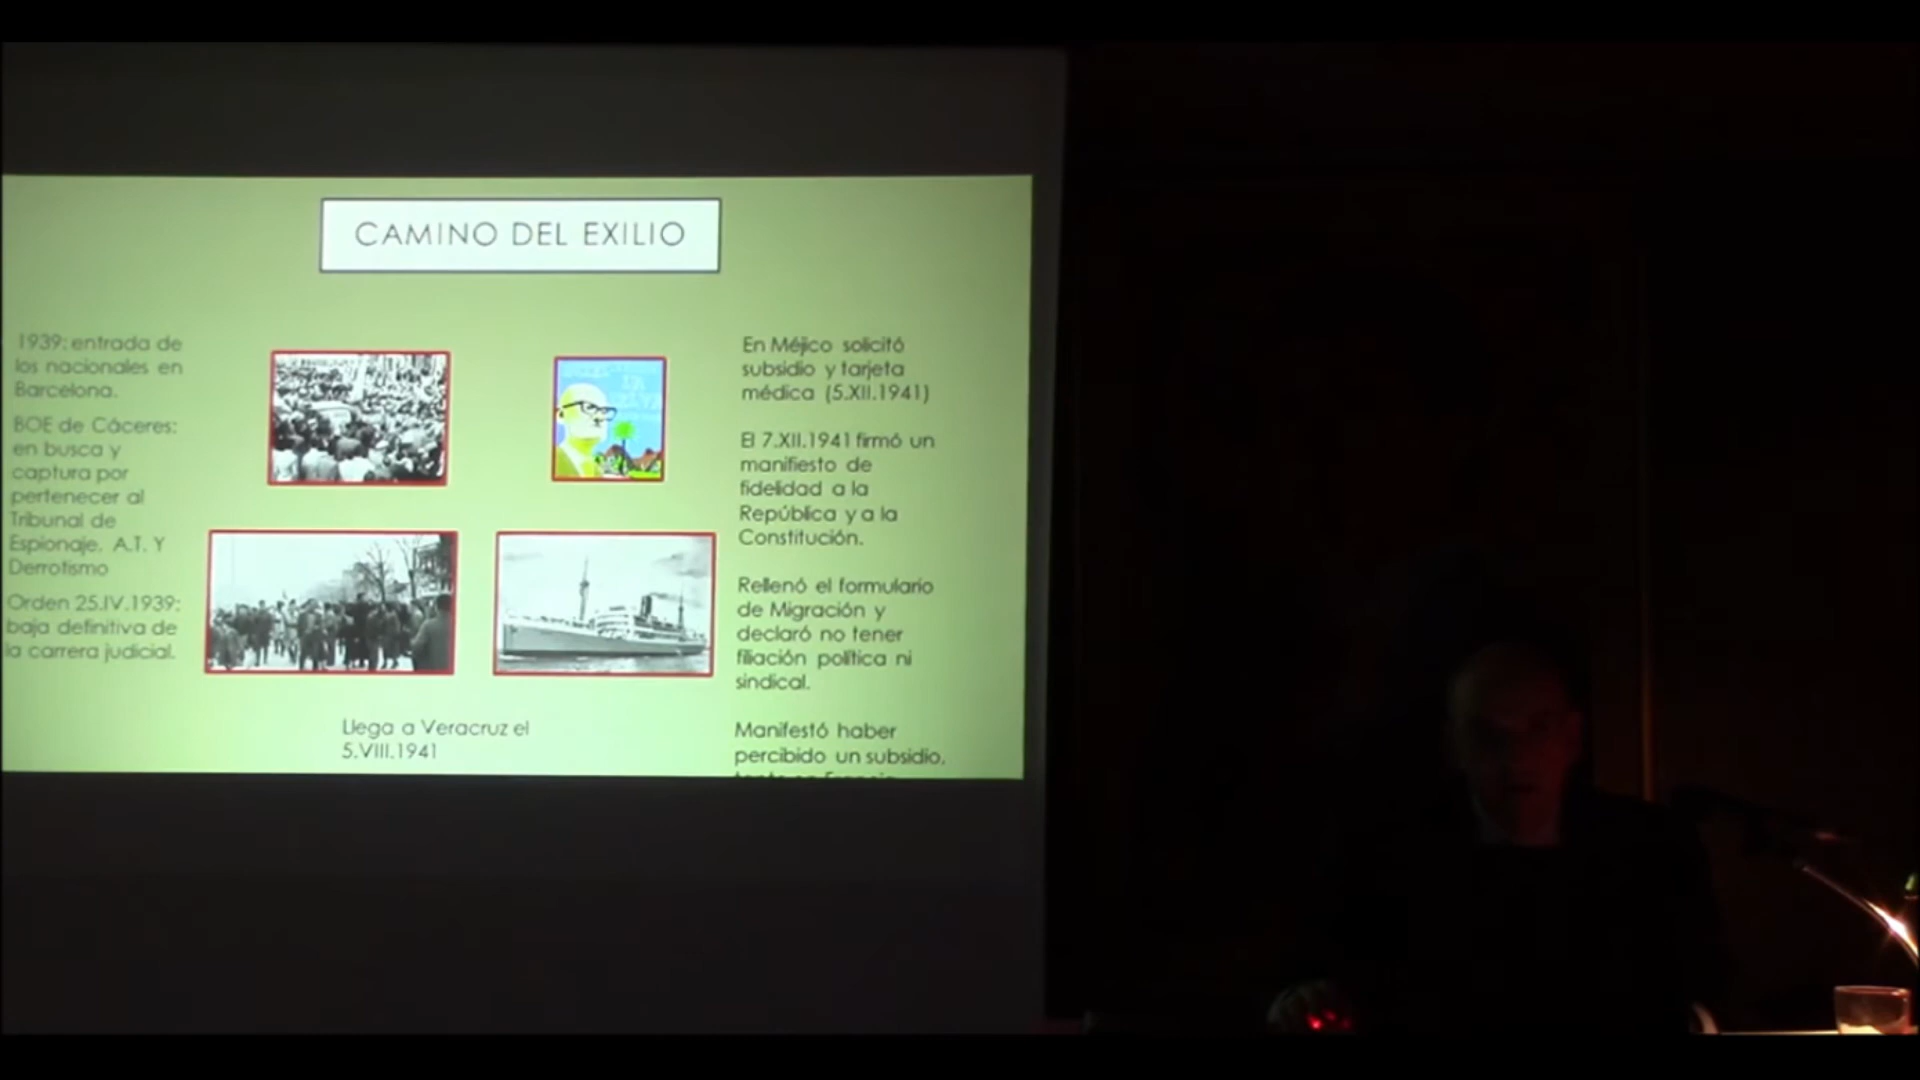 CAMINO DEL EXILIO
1939: entrada de
los nacionales en
Barcelona.
BOE de Cáceres:
en busca y
captura por
pertenecer al
Tribunal de
Espionaje, A.T. Y
Derrotismo
Orden 25.IV.1939:
baja definitiva de
la carrera judicial.
Llega a Veracruz el
5.VIII.1941
En Méjico solicitó
subsidio y tarjeta
médica (5.XII.1941)
El 7.XII.1941 firmó un
manifiesto de
fidelidad a la
República y a la
Constitución.
Rellenó el formulario
de Migración y
declaró no tener
filiación política ni
sindical.
Manifestó haber
percibido un subsidio,